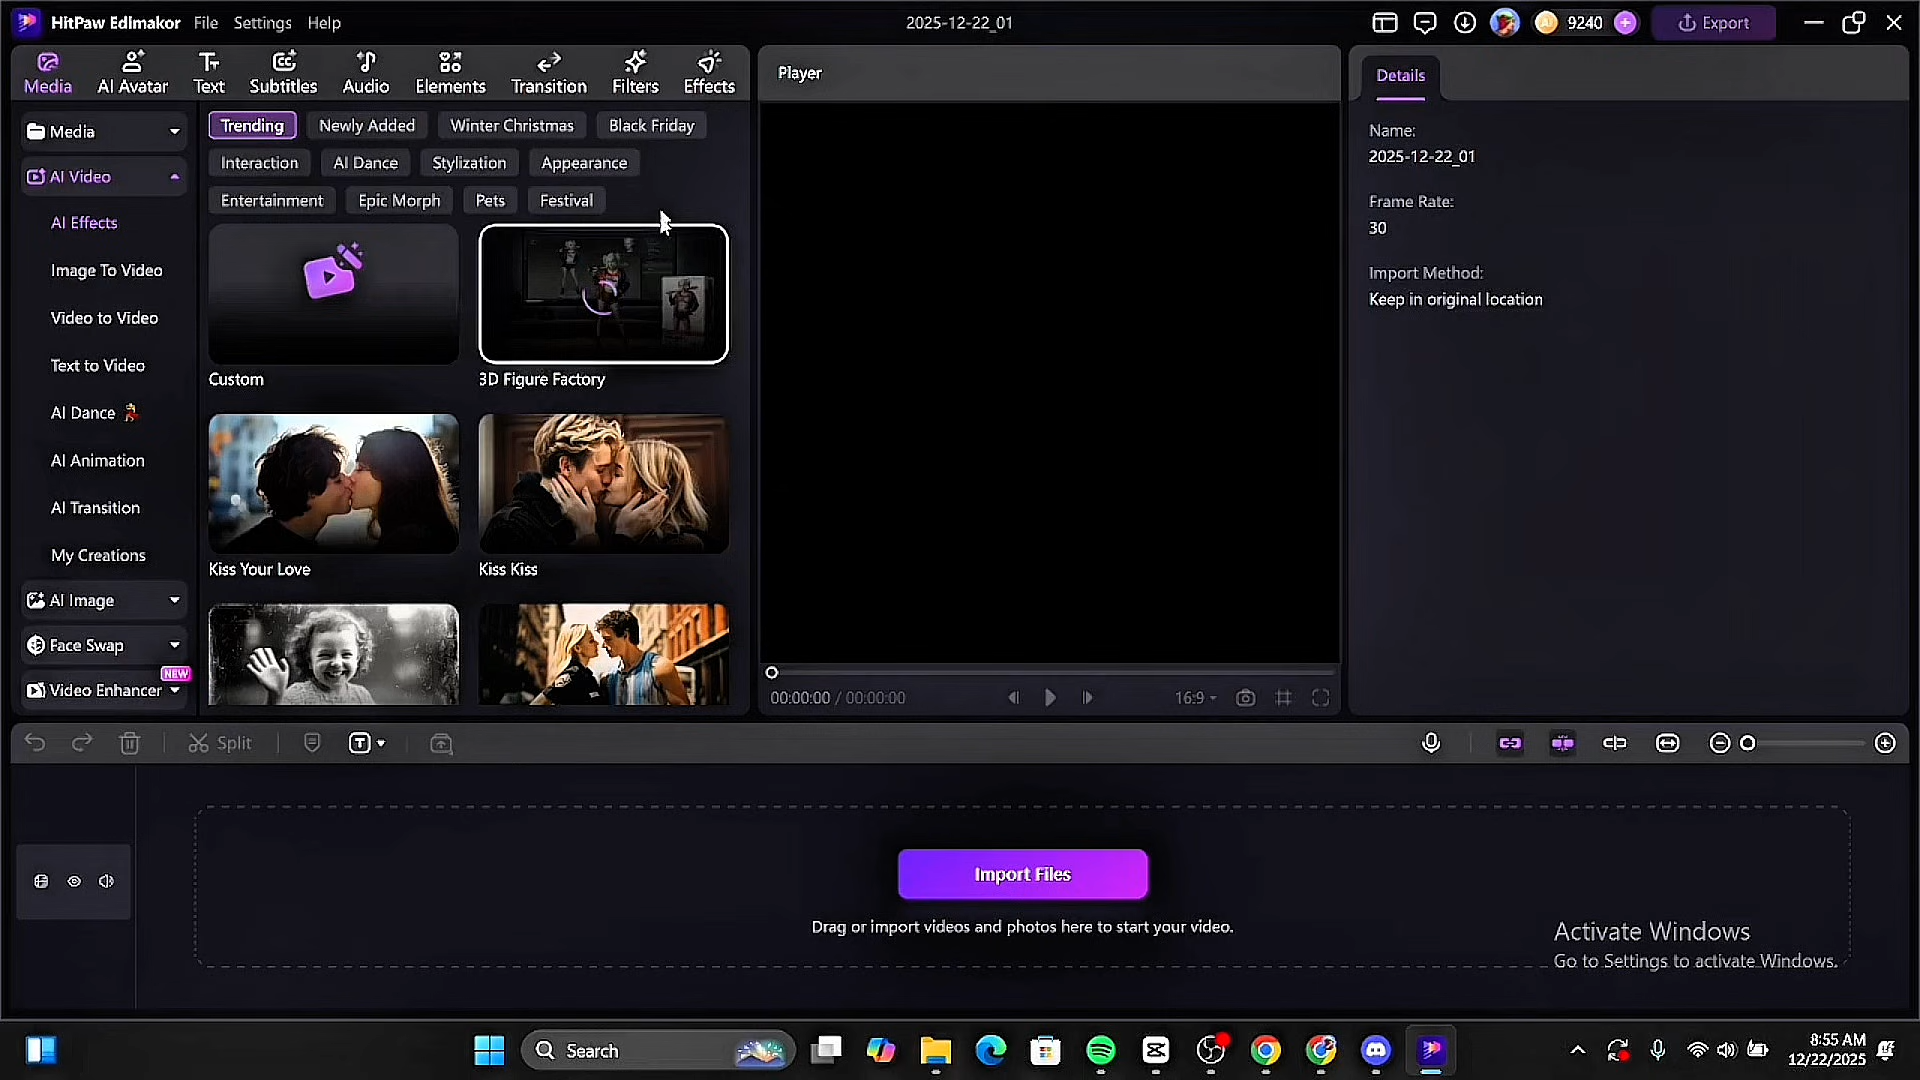 HitPaw Edimakor File Settings Help
2025-12-22_01
9240
Export
Media
AI Avatar
Text
Subtitles
Audio
Elements
Transition
Filters
Effects
Media
AI Video
AI Effects
Image To Video
Video to Video
Text to Video
AI Dance
AI Animation
AI Transition
My Creations
AI Image
Face Swap
NEW
Video Enhancer
Trending
Newly Added
Winter Christmas
Black Friday
Interaction
AI Dance
Stylization
Appearance
Entertainment
Epic Morph
Pets
Festival
Custom
3D Figure Factory
Kiss Your Love
Kiss Kiss
Player
00:00:00 / 00:00:00
16:9
Details
Name:
2025-12-22_01
Frame Rate:
30
Import Method:
Keep in original location
Split
Import Files
Drag or import videos and photos here to start your video.
Activate Windows
Go to Settings to activate Windows.
Search
8:55 AM
12/22/2025